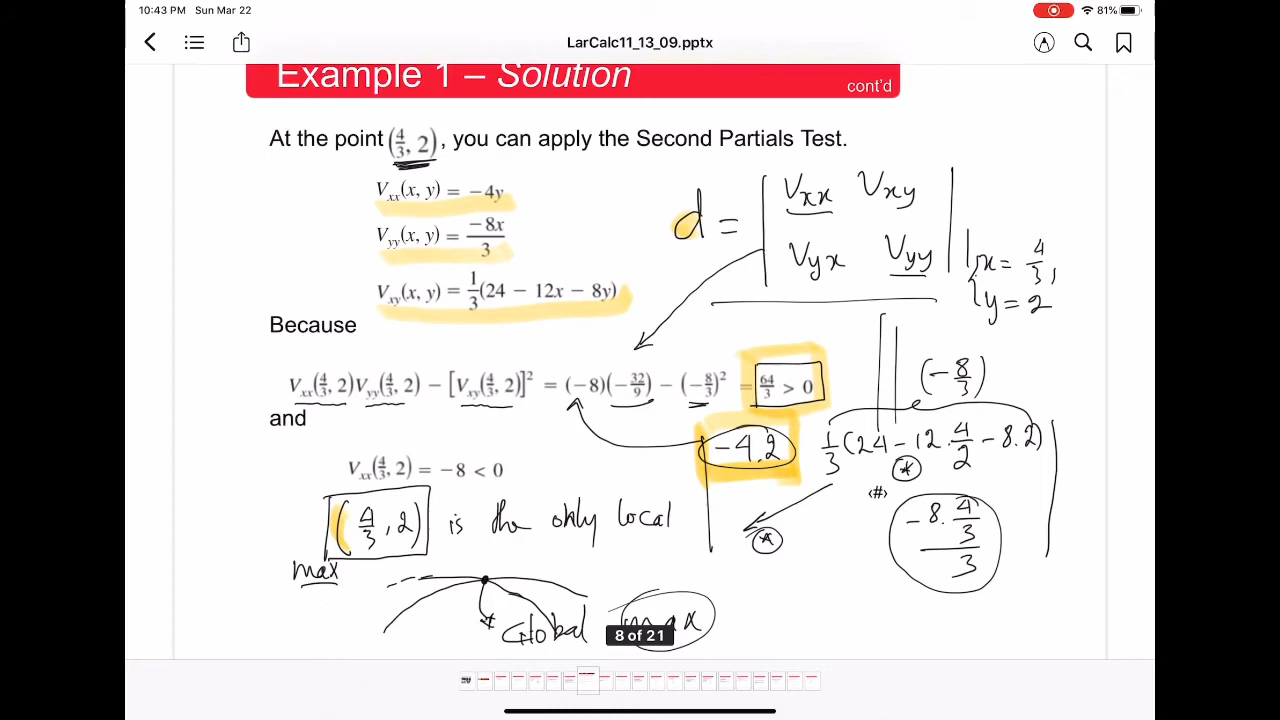 10:43 PM Sun Mar 22
81%
LarCalc11_13_09.pptx
Example 1 – Solution
cont'd
At the point (4/3, 2), you can apply the Second Partials Test.
Vxx(x, y) = −4y
Vyy(x, y) = −8x/3
Vxy(x, y) = 1/3(24 − 12x − 8y)
d = | Vxx Vxy
Vyx Vyy | x = 4/3,
y = 2
Because
Vxx(4/3, 2)Vyy(4/3, 2) − [Vxy(4/3, 2)]² = (−8)(−32/9) − (−8/3)² = 64/3 > 0
(−8/3)
and
−4.2
1/3(24 − 12.4/2 − 8.2)
Vxx(4/3, 2) = −8 < 0
<#>
−8.4/3
3
(4/3, 2) is the only local
max
Global max
8 of 21